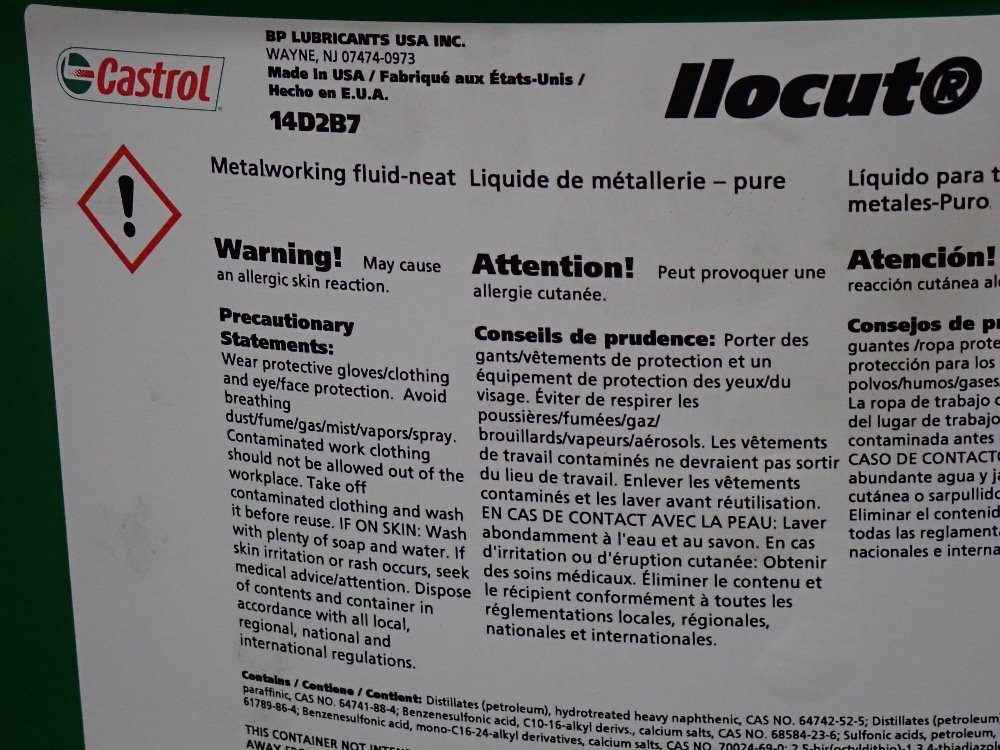 Castrol
BP LUBRICANTS USA INC.
WAYNE, NJ 07474-0973
Made in USA / Fabriqué aux États-Unis /
Hecho en E.U.A.
14D2B7
Ilocut®
Metalworking fluid-neat
Warning! May cause
an allergic skin reaction.
Precautionary
Statements:
Wear protective gloves/clothing
and eye/face protection. Avoid
breathing
dust/fume/gas/mist/vapors/spray.
Contaminated work clothing
should not be allowed out of the
workplace. Take off
contaminated clothing and wash
it before reuse. IF ON SKIN: Wash
with plenty of soap and water. If
skin irritation or rash occurs, seek
medical advice/attention. Dispose
of contents and container in
accordance with all local,
regional, national and
international regulations.
Liquide de métallerie – pure
Attention! Peut provoquer une
allergie cutanée.
Conseils de prudence: Porter des
gants/vêtements de protection et un
équipement de protection des yeux/du
visage. Éviter de respirer les
poussières/fumées/gaz/
brouillards/vapeurs/aérosols. Les vêtements
de travail contaminés ne devraient pas sortir
du lieu de travail. Enlever les vêtements
contaminés et les laver avant réutilisation.
EN CAS DE CONTACT AVEC LA PEAU: Laver
abondamment à l'eau et au savon. En cas
d'irritation ou d'éruption cutanée: Obtenir
des soins médicaux. Éliminer le contenu et
le récipient conformément à toutes les
réglementations locales, régionales,
nationales et internationales.
Líquido para
metales-Puro
Atención!
reacción cutánea
Consejos de
guantes /ropa
protección para los
polvos/humos/gases
La ropa de trabajo
del lugar de trabajo
contaminada antes
CASO DE
abundante agua y
cutánea o sarpullido
Eliminar el
todas las
nacionales e
Contains / Contiene / Contient: Distillates (petroleum), hydrotreated heavy naphthenic, CAS NO. 64742-52-5; Distillates
paraffinic, CAS NO. 64741-88-4; Benzenesulfonic acid, C10-16-alkyl derivs., calcium salts, CAS NO. 68584-23-6; Sulfonic acids, petroleum,
61789-86-4; Benzenesulfonic acid, mono-C16-24-alkyl derivatives, calcium salts, CAS NO. 70024-69-0;
THIS CONTAINER NOT
AWAY